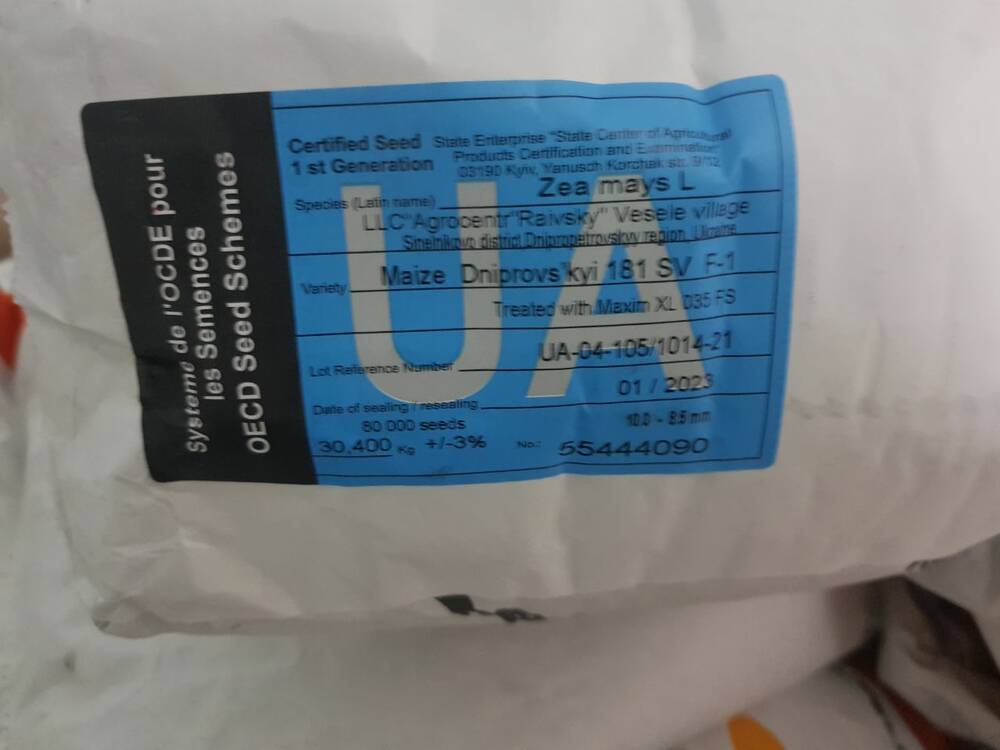 Système de l'OCDE pour
les Semences
OECD Seed Schemes
UA
Certified Seed
1 st Generation
State Enterprise "State Center of Agricultural
Products Certification and Examination"
03190 Kyiv, Yanusch Korchak str. 9/12
Species (Latin name) Zea mays L
LLC"Agrocentr"Raivsky" Vesele village
Sinelnikovo district Dnipropetrovskyy region, Ukraine
Variety Maize Dniprovs'kyi 181 SV F-1
Treated with Maxim XL 035 FS
Lot Reference Number UA-04-105/1014-21
Date of sealing / resealing 01 / 2023
80 000 seeds 10.0 - 8.5 mm
30,400 Kg +/-3% No.: 55444090